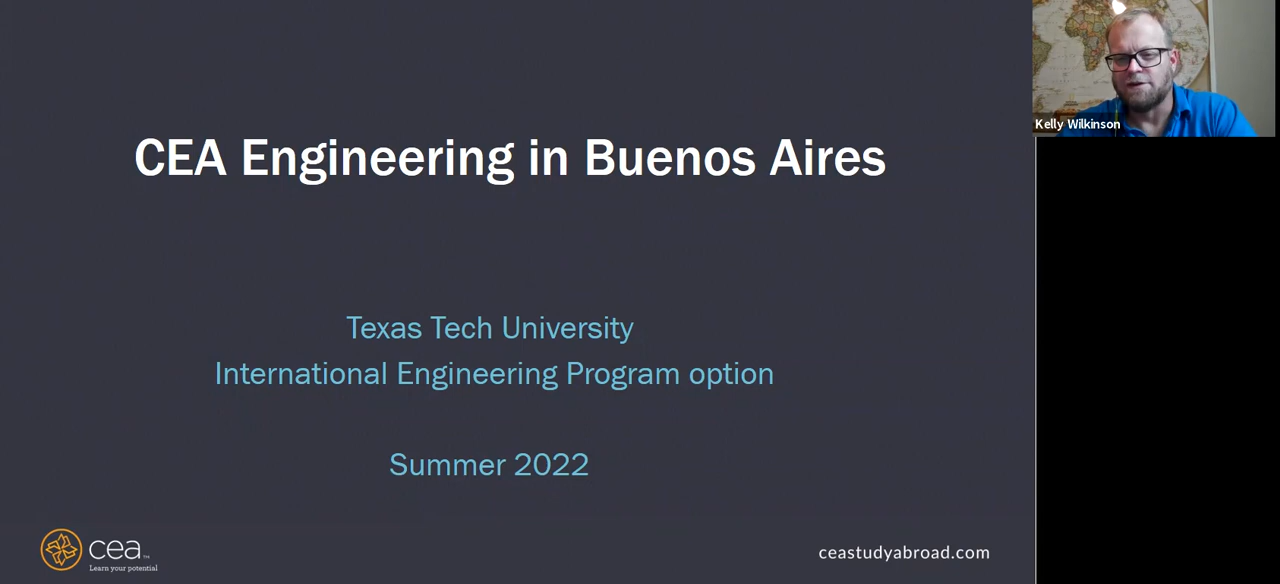 CEA Engineering in Buenos Aires
Kelly Wilkinson
Texas Tech University
International Engineering Program option
Summer 2022
cea™
Learn your potential
ceastudyabroad.com